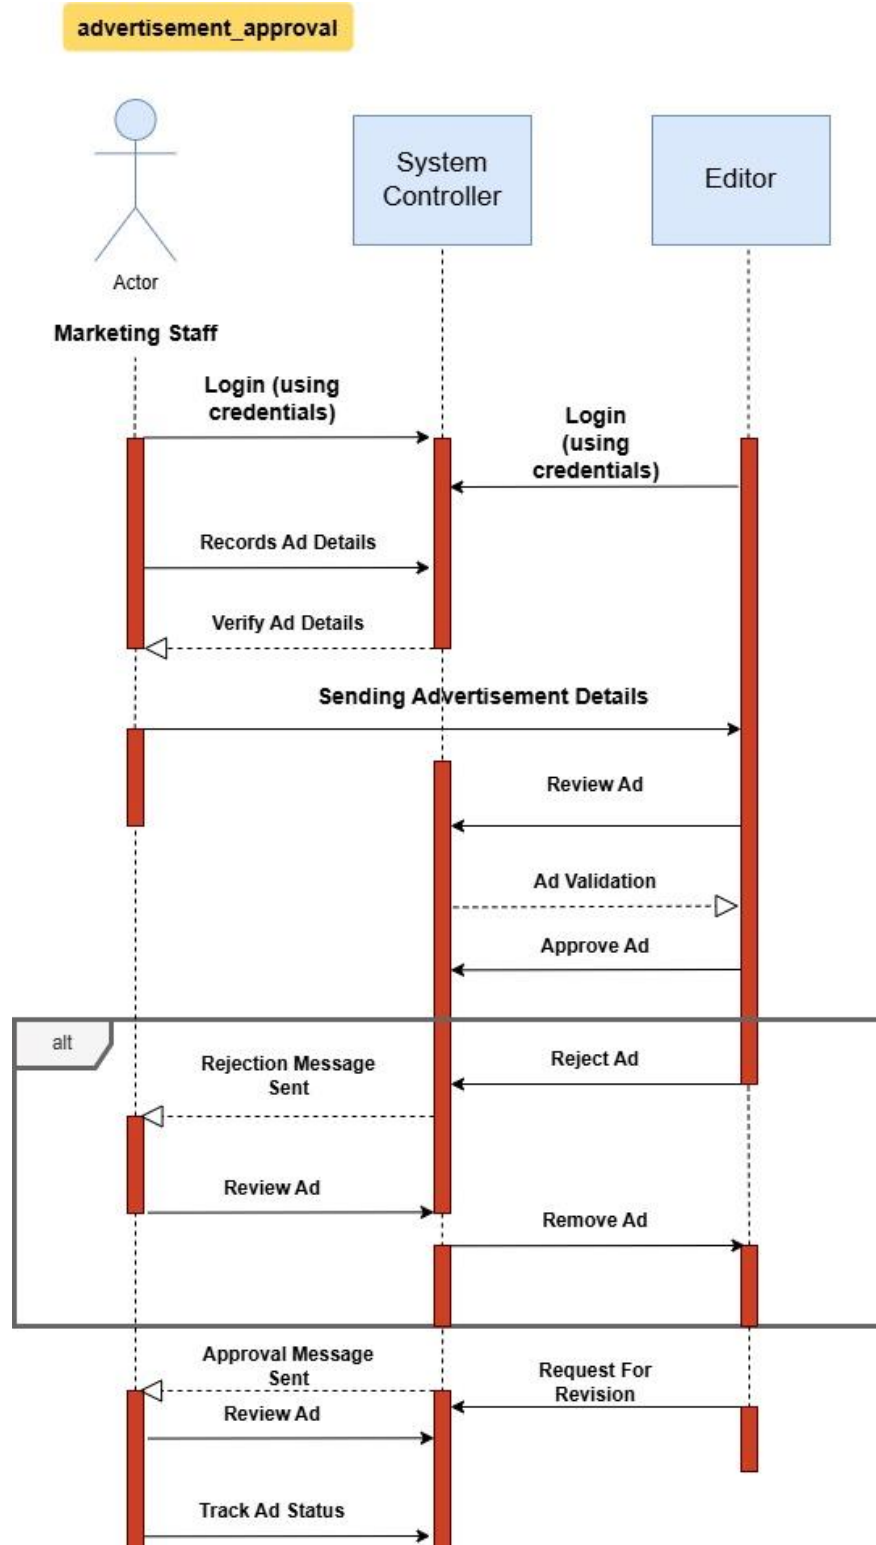 advertisement_approval
System
Controller
Editor
Actor
Marketing Staff
Login (using
credentials)
Login
(using
credentials)
Records Ad Details
Verify Ad Details
Sending Advertisement Details
Review Ad
Ad Validation
Approve Ad
alt
Rejection Message
Sent
Reject Ad
Review Ad
Remove Ad
Approval Message
Sent
Request For
Revision
Review Ad
Track Ad Status